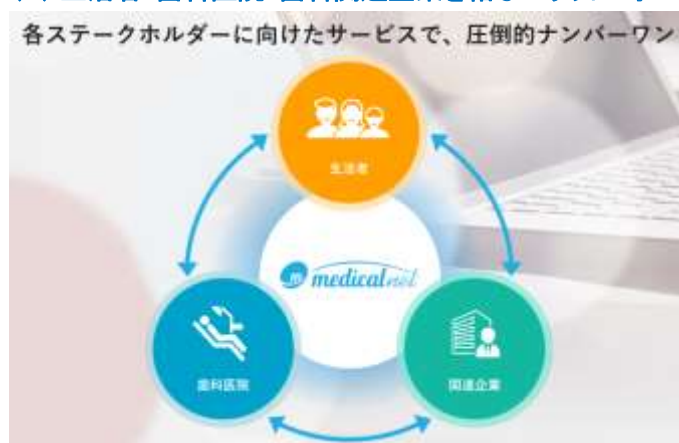 各ステークホルダーに向けたサービスで、圧倒的ナンバーワン
生活者
medicalnet
歯科医院
関連企業